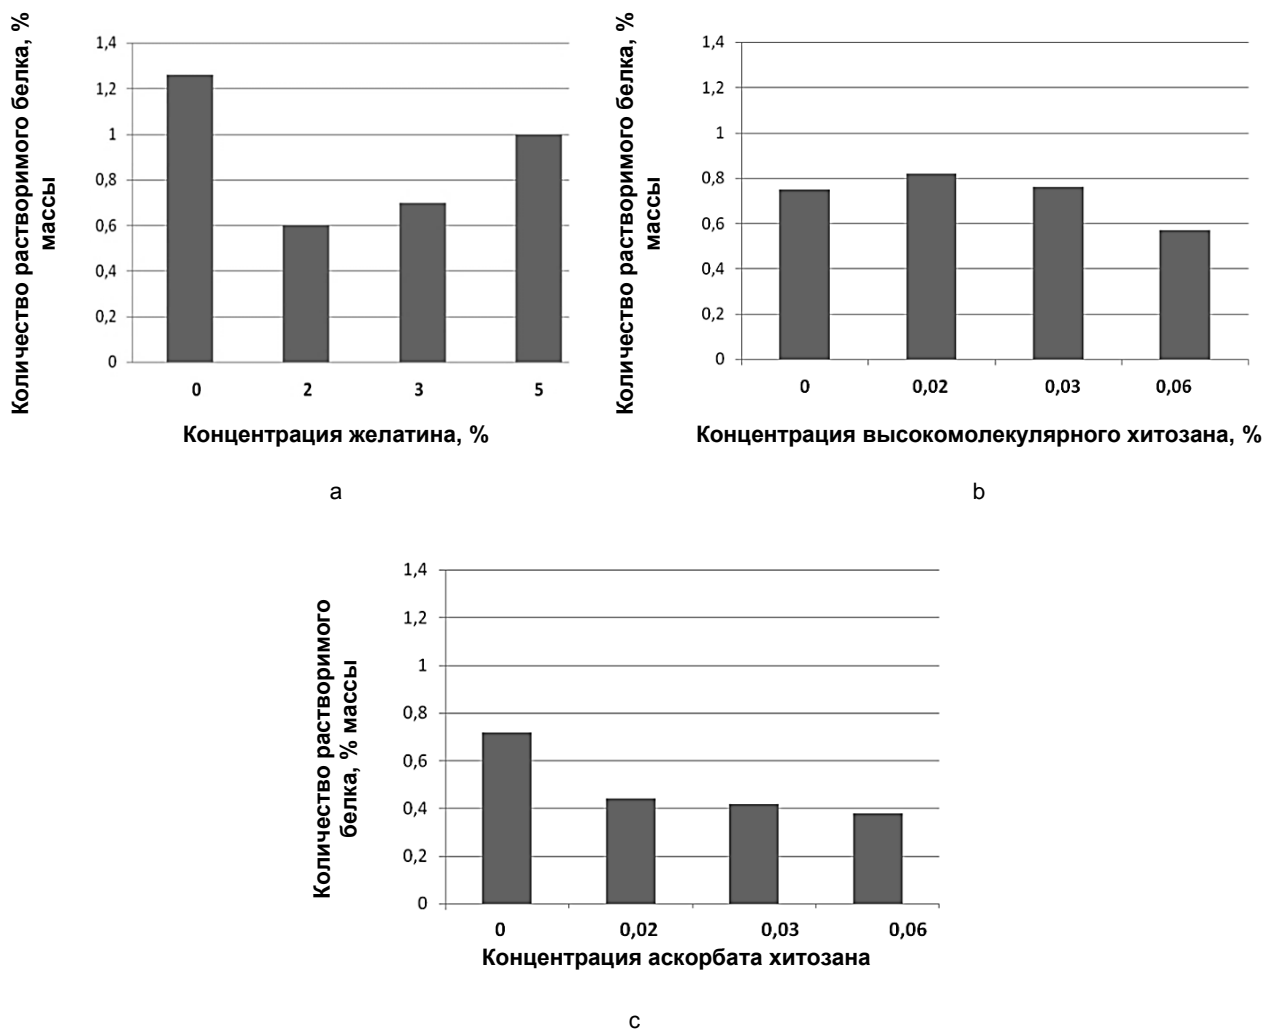 Количество растворимого белка, %
массы
1,4
1,2
1
0,8
0,6
0,4
0,2
0
0 2 3 5
Концентрация желатина, %
a
Количество растворимого белка, %
массы
1,4
1,2
1
0,8
0,6
0,4
0,2
0
0 0,02 0,03 0,06
Концентрация высокомолекулярного хитозана, %
b
Количество растворимого
белка, % массы
1,4
1,2
1
0,8
0,6
0,4
0,2
0
0 0,02 0,03 0,06
Концентрация аскорбата хитозана
c